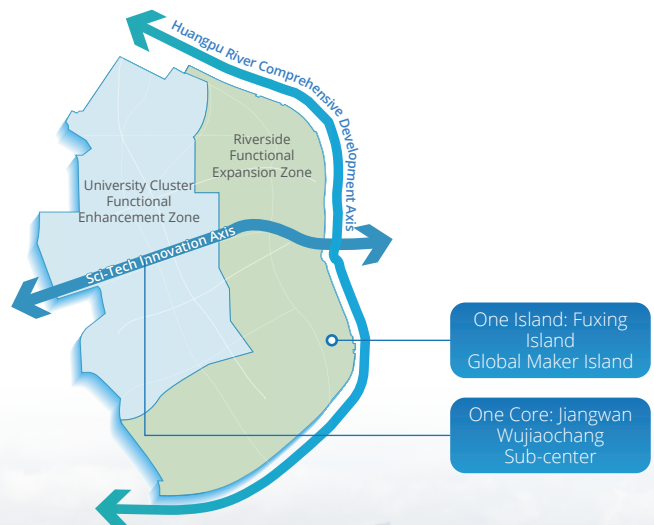 Huangpu River Comprehensive Development Axis
Riverside
Functional
Expansion Zone
University Cluster
Functional
Enhancement Zone
Sci-Tech Innovation Axis
One Island: Fuxing
Island
Global Maker Island
One Core: Jiangwan
Wujiaochang
Sub-center